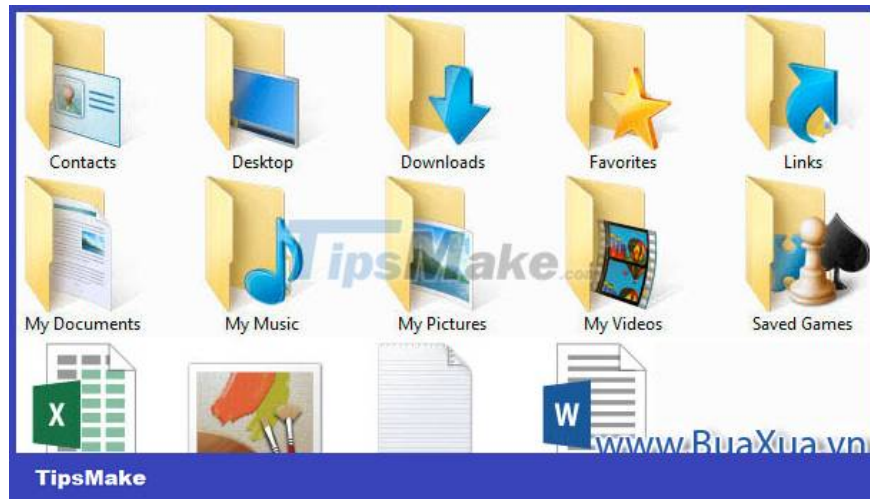 Contacts Desktop Downloads Favorites Links
TipsMake.com
My Documents My Music My Pictures My Videos Saved Games
X W
www.BuaXua.vn
TipsMake